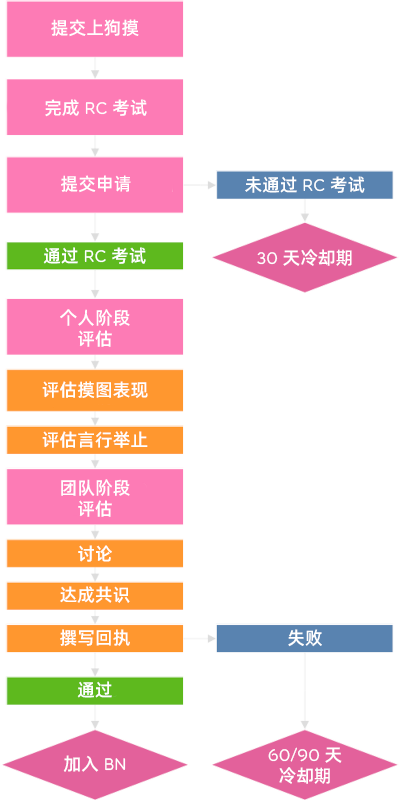 提交上狗摸
完成 RC 考试
提交申请
未通过 RC 考试
通过 RC 考试
30 天冷却期
个人阶段
评估
评估摸图表现
评估言行举止
团队阶段
评估
讨论
达成共识
撰写回执
失败
通过
加入 BN
60/90 天
冷却期